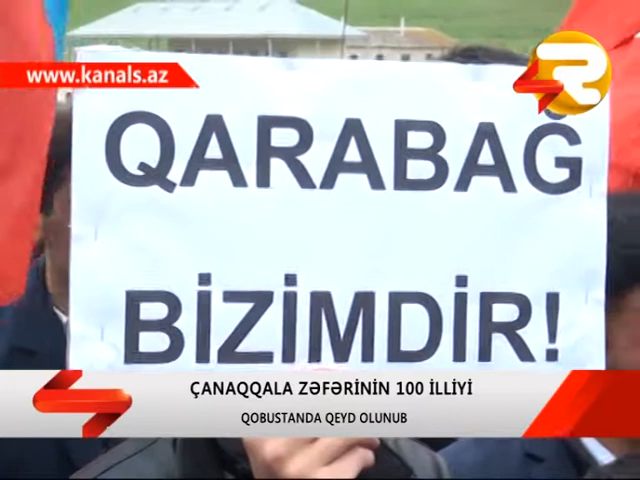 www.kanals.az
QARABAĞ
BİZİMDİR!
ÇANAQQALA ZƏFƏRİNİN 100 İLLİYİ
QOBUSTANDA QEYD OLUNUB